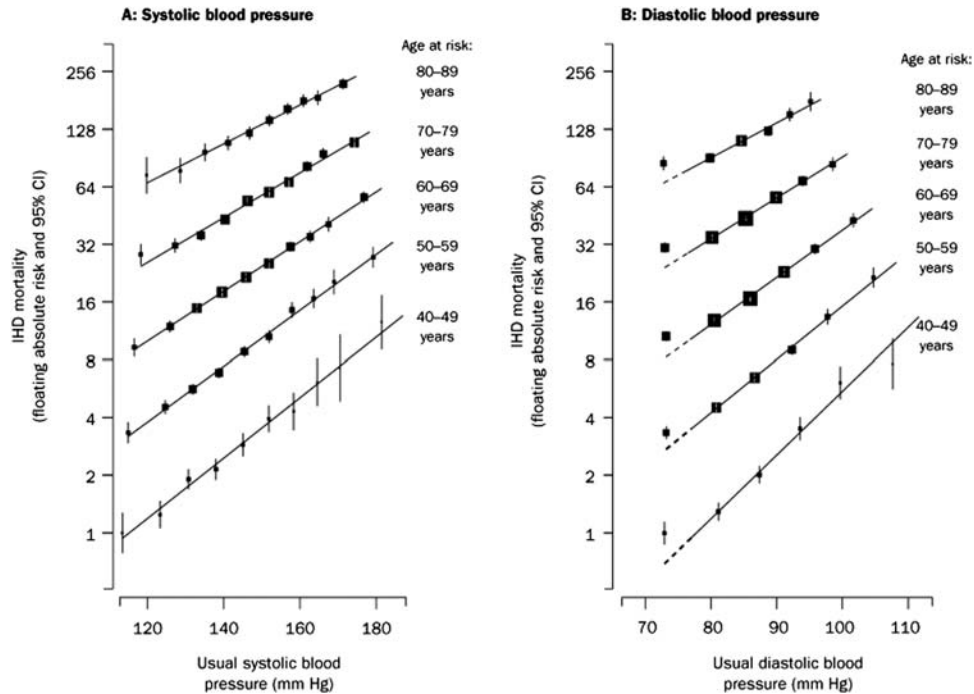 A: Systolic blood pressure
Age at risk:
256
128
64
32
16
8
4
2
1
IHD mortality
(floating absolute risk and 95% CI)
80–89
years
70–79
years
60–69
years
50–59
years
40–49
years
120
140
160
180
Usual systolic blood
pressure (mm Hg)
B: Diastolic blood pressure
Age at risk:
256
128
64
32
16
8
4
2
1
IHD mortality
(floating absolute risk and 95% CI)
80–89
years
70–79
years
60–69
years
50–59
years
40–49
years
70
80
90
100
110
Usual diastolic blood
pressure (mm Hg)